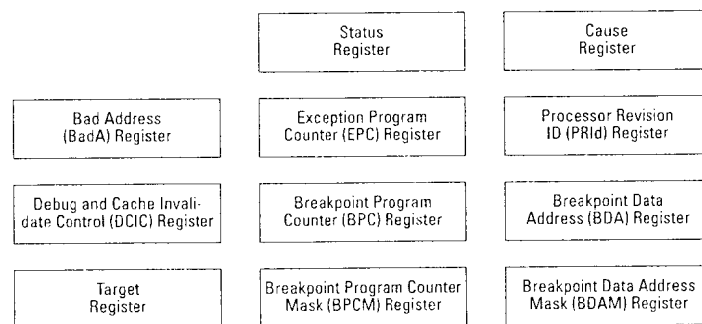 Status
Register
Cause
Register
Bad Address
(BadA) Register
Exception Program
Counter (EPC) Register
Processor Revision
ID (PRId) Register
Debug and Cache Invali-
date Control (DCIC) Register
Breakpoint Program
Counter (BPC) Register
Breakpoint Data
Address (BDA) Register
Target
Register
Breakpoint Program Counter
Mask (BPCM) Register
Breakpoint Data Address
Mask (BDAM) Register